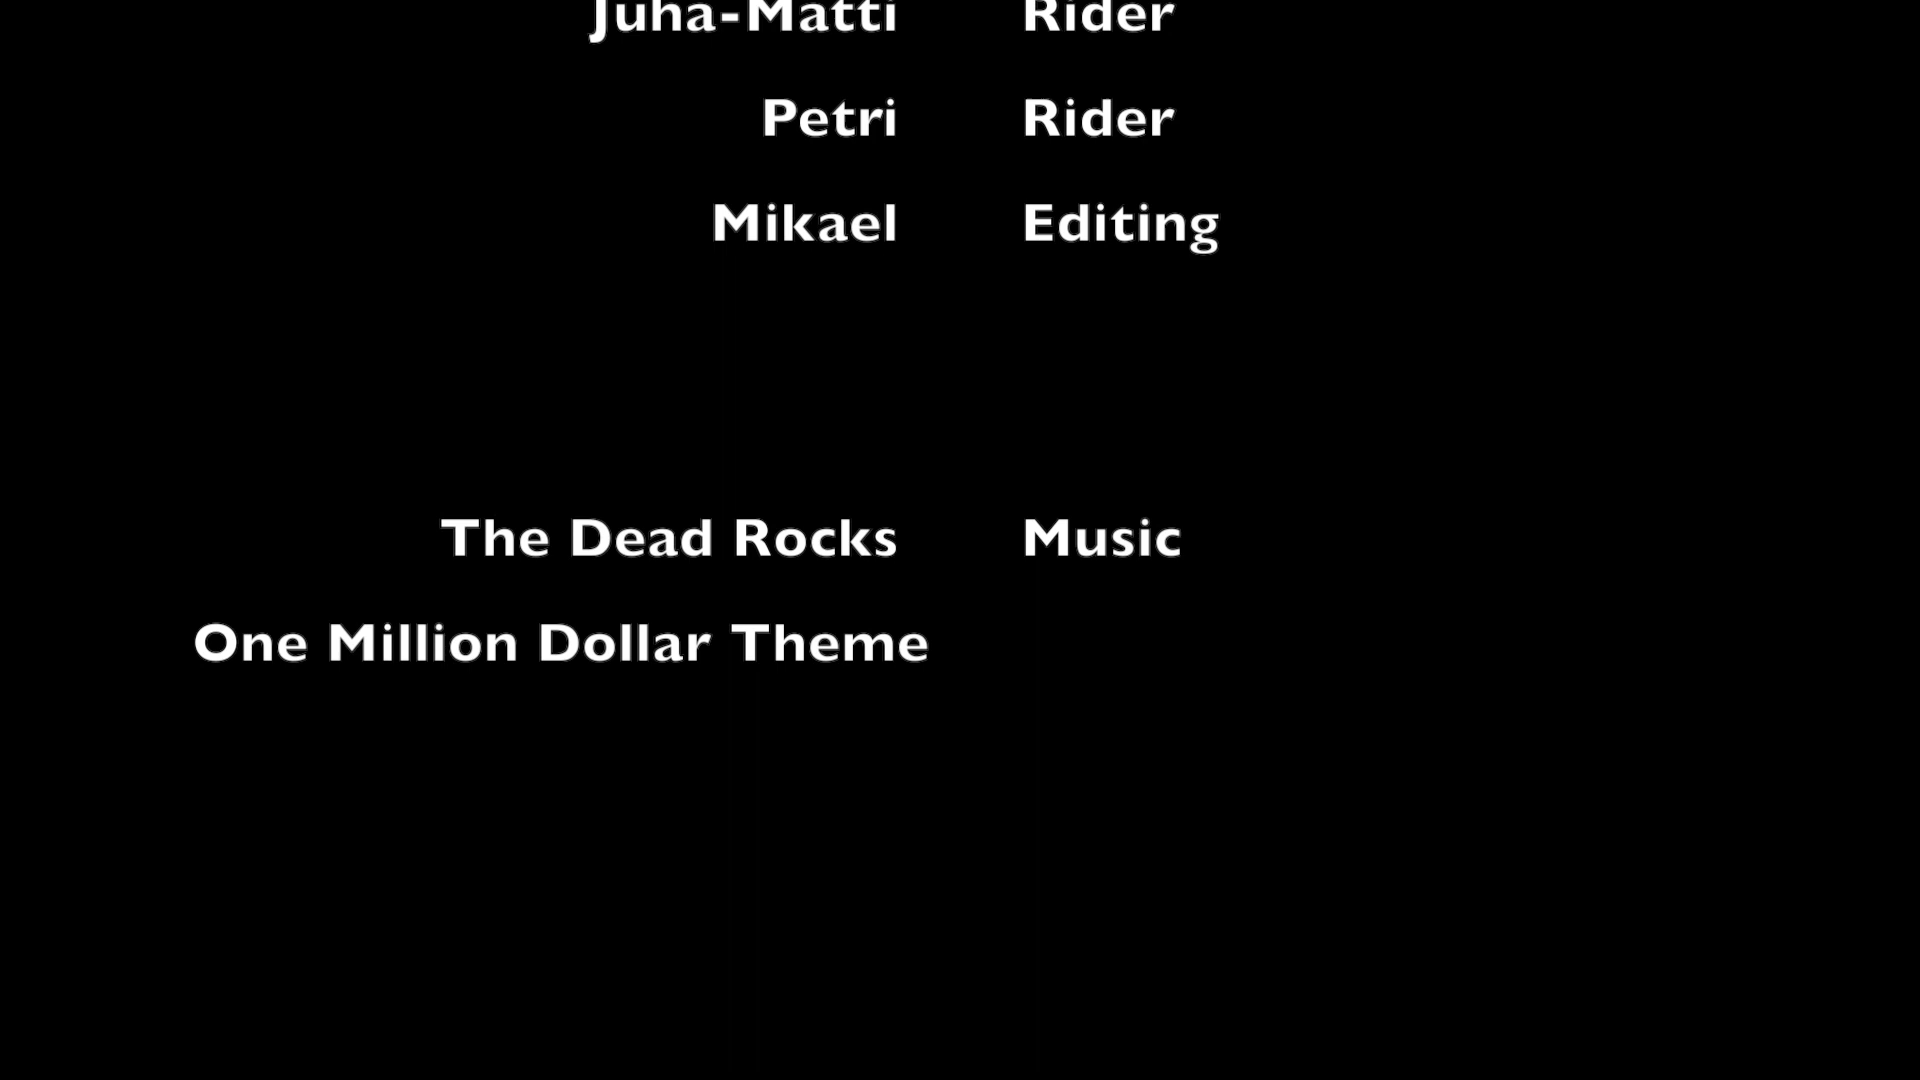 Juha-Matti Rider
Petri Rider
Mikael Editing
The Dead Rocks Music
One Million Dollar Theme